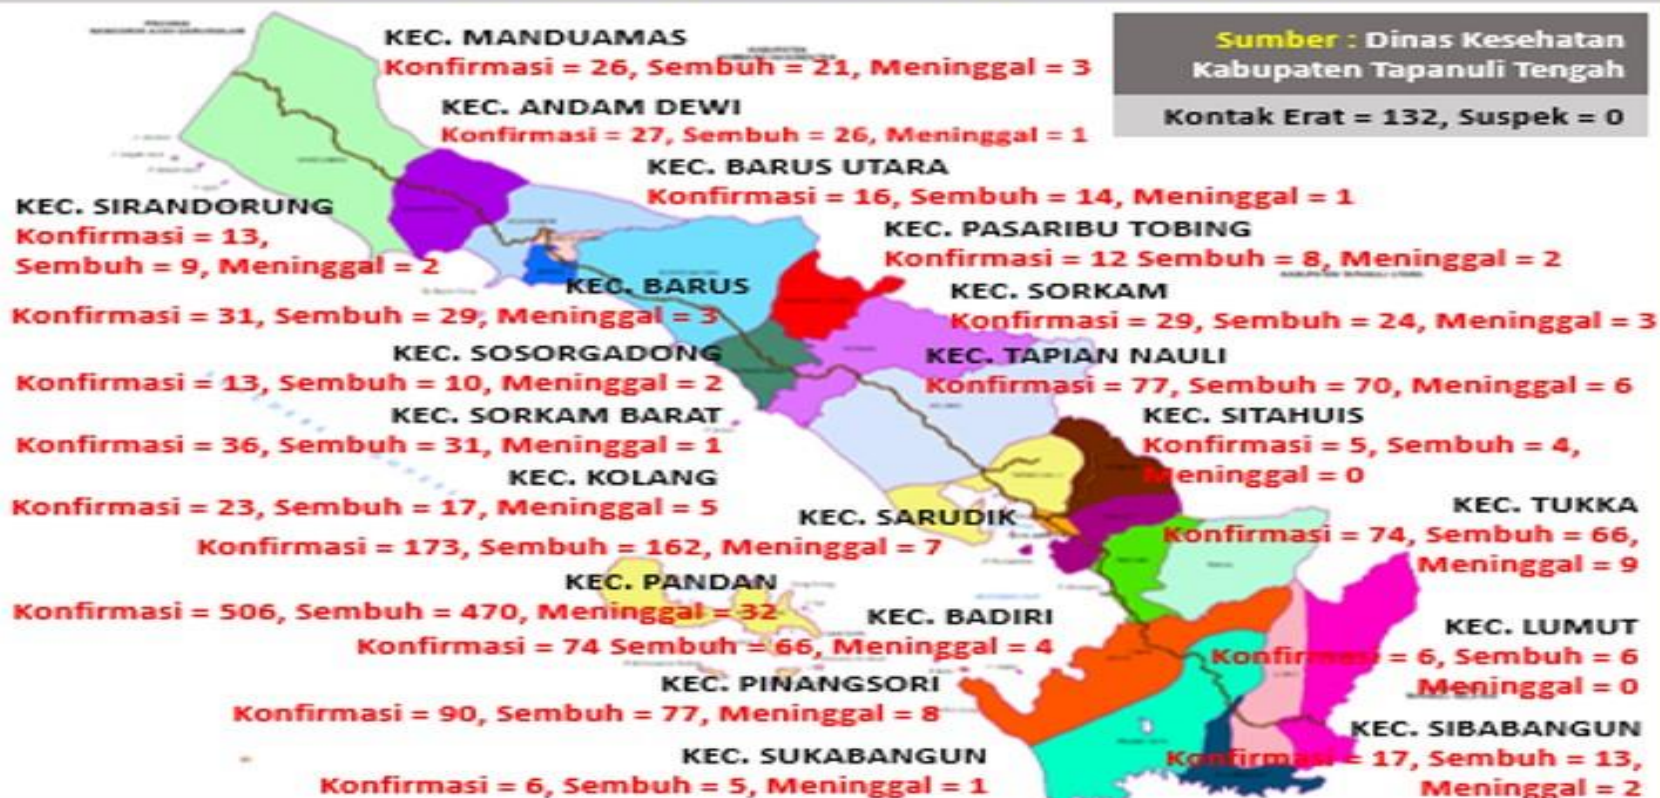 Sumber : Dinas Kesehatan
Kabupaten Tapanuli Tengah
Kontak Erat = 132, Suspek = 0
KEC. MANDUAMAS
Konfirmasi = 26, Sembuh = 21, Meninggal = 3
KEC. ANDAM DEWI
Konfirmasi = 27, Sembuh = 26, Meninggal = 1
KEC. BARUS UTARA
Konfirmasi = 16, Sembuh = 14, Meninggal = 1
KEC. SIRANDORUNG
Konfirmasi = 13,
Sembuh = 9, Meninggal = 2
KEC. PASARIBU TOBING
Konfirmasi = 12 Sembuh = 8, Meninggal = 2
KEC. BARUS
Konfirmasi = 31, Sembuh = 29, Meninggal = 3
KEC. SORKAM
Konfirmasi = 29, Sembuh = 24, Meninggal = 3
KEC. SOSORGADONG
Konfirmasi = 13, Sembuh = 10, Meninggal = 2
KEC. TAPIAN NAULI
Konfirmasi = 77, Sembuh = 70, Meninggal = 6
KEC. SORKAM BARAT
Konfirmasi = 36, Sembuh = 31, Meninggal = 1
KEC. SITAHUIS
Konfirmasi = 5, Sembuh = 4,
Meninggal = 0
KEC. KOLANG
Konfirmasi = 23, Sembuh = 17, Meninggal = 5
KEC. SARUDIK
Konfirmasi = 173, Sembuh = 162, Meninggal = 7
KEC. TUKKA
Konfirmasi = 74, Sembuh = 66,
Meninggal = 9
KEC. PANDAN
Konfirmasi = 506, Sembuh = 470, Meninggal = 32
KEC. BADIRI
Konfirmasi = 74 Sembuh = 66, Meninggal = 4
KEC. LUMUT
Konfirmasi = 6, Sembuh = 6
Meninggal = 0
KEC. PINANGSORI
Konfirmasi = 90, Sembuh = 77, Meninggal = 8
KEC. SIBABANGUN
Konfirmasi = 17, Sembuh = 13,
Meninggal = 2
KEC. SUKABANGUN
Konfirmasi = 6, Sembuh = 5, Meninggal = 1